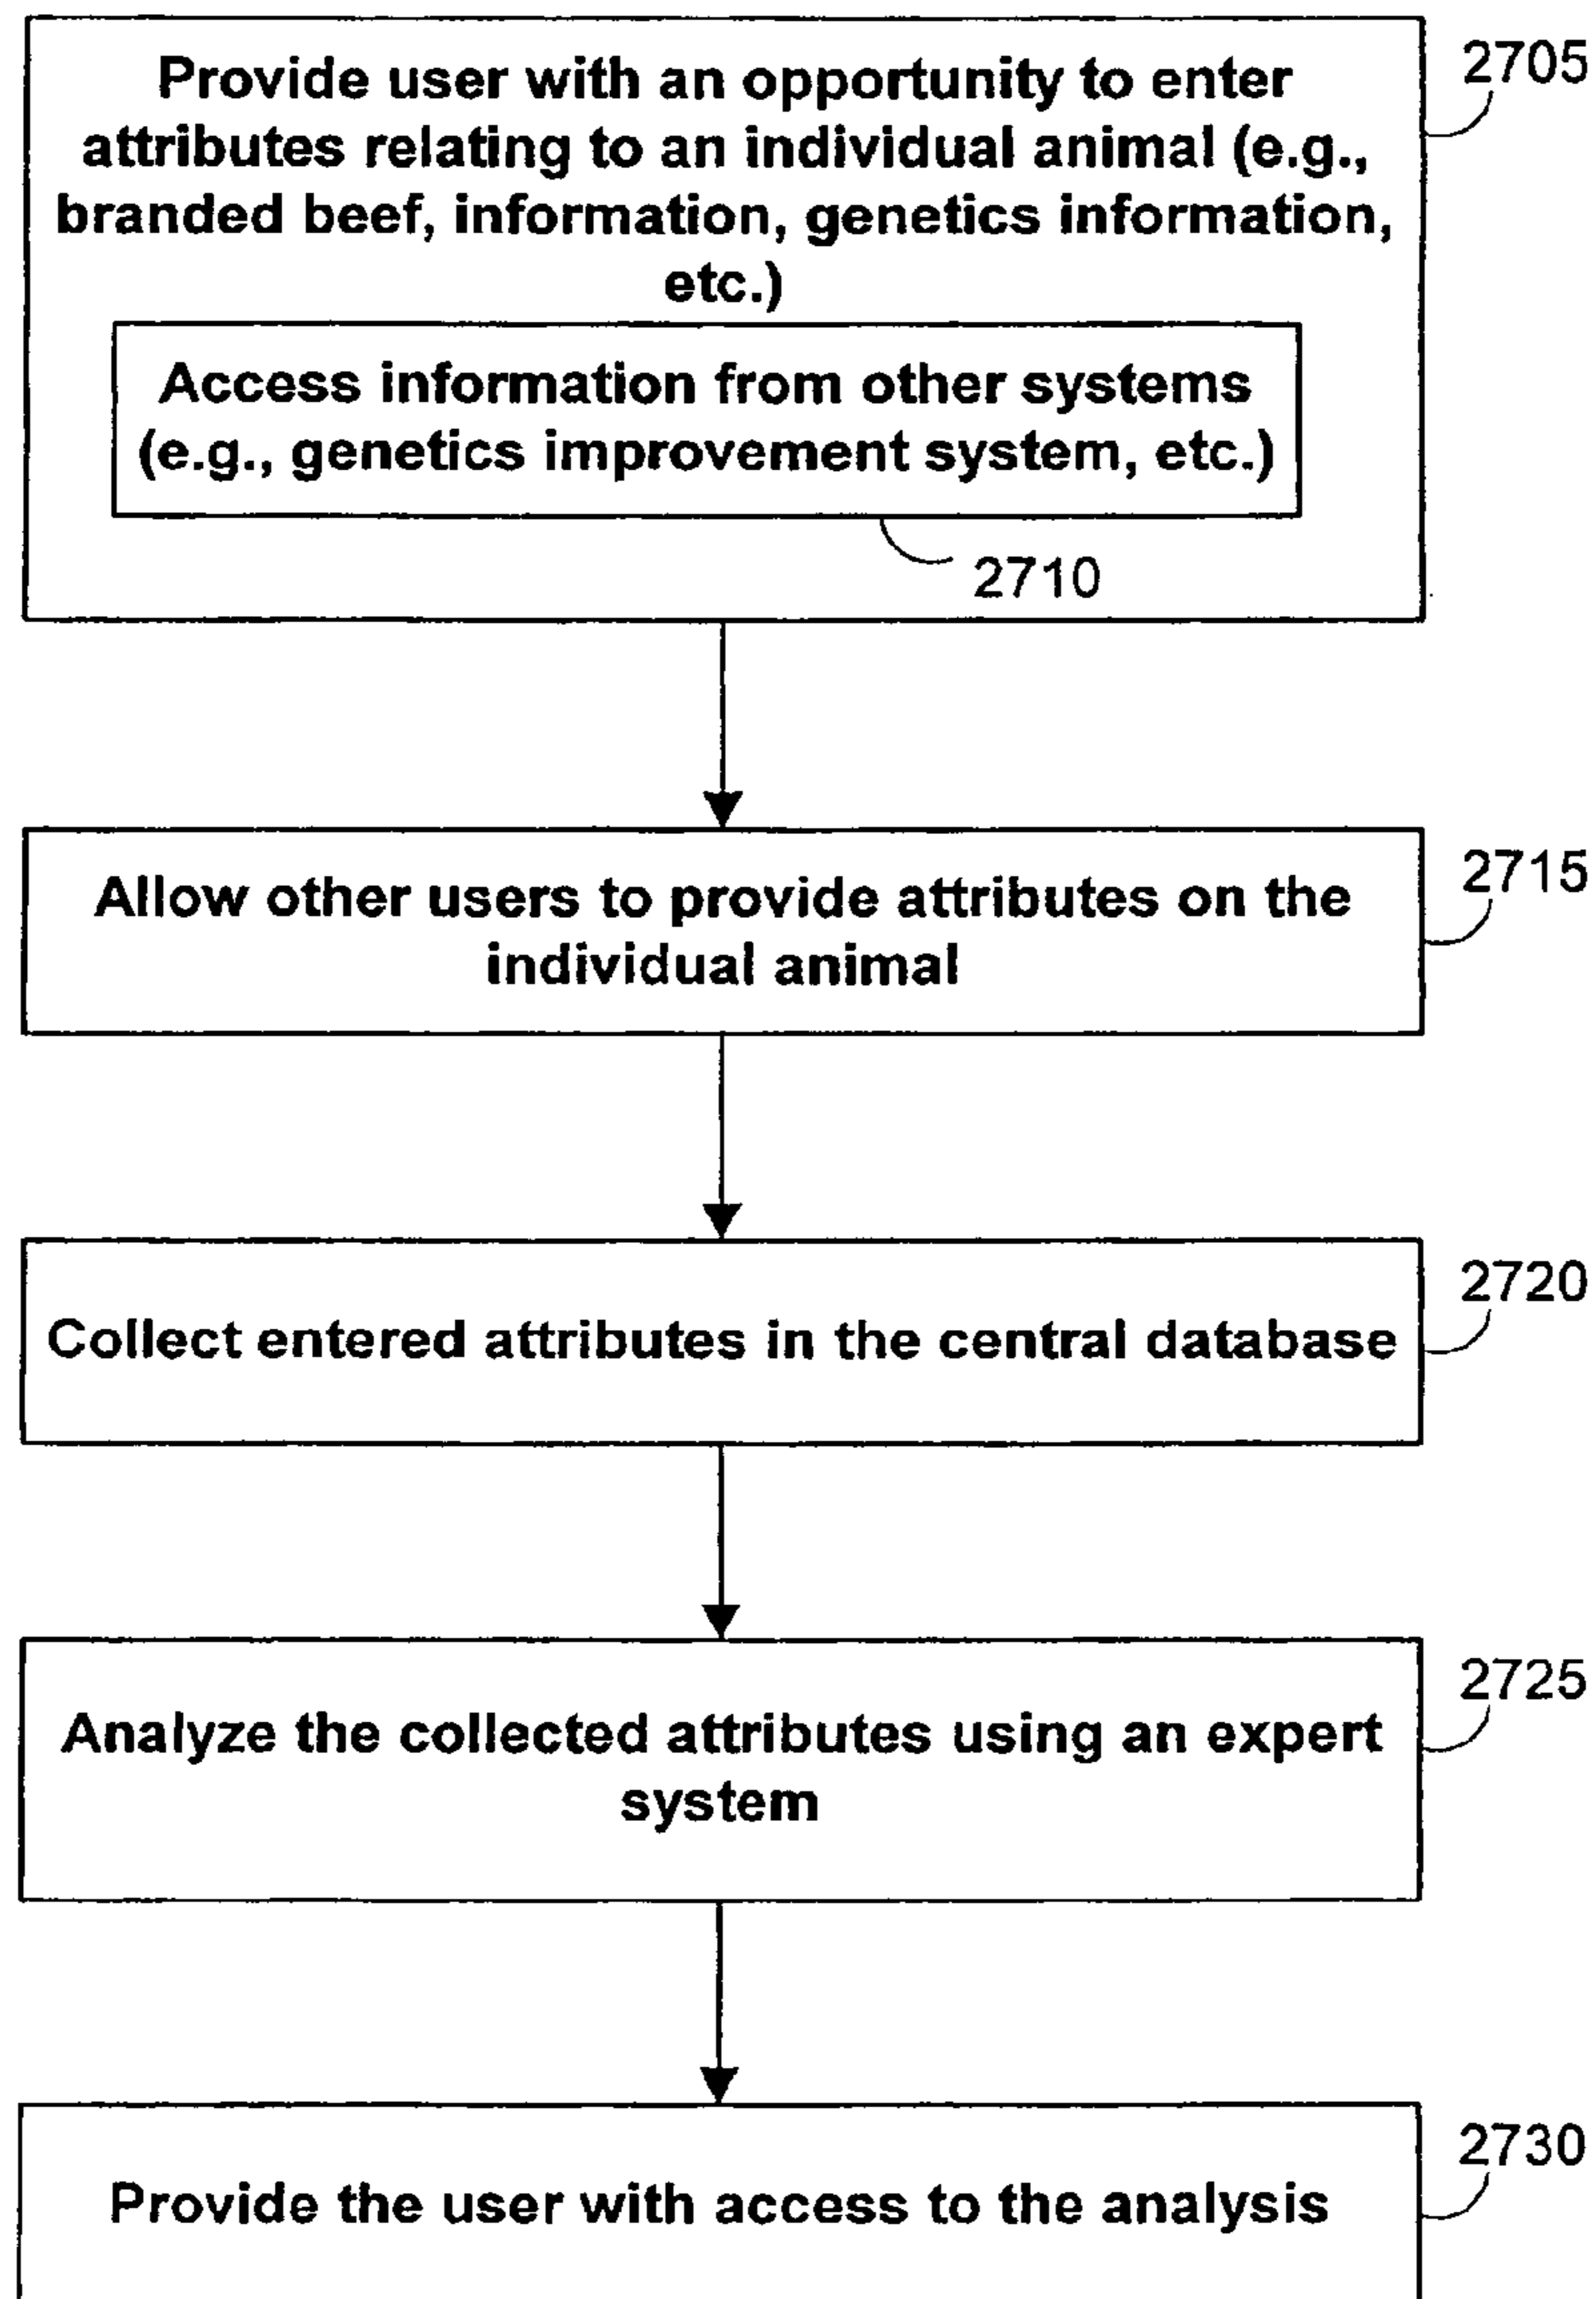 Provide user with an opportunity to enter
attributes relating to an individual animal (e.g.,
branded beef, information, genetics information,
etc.)
2705
Access information from other systems
(e.g., genetics improvement system, etc.)
2710
Allow other users to provide attributes on the
individual animal
2715
Collect entered attributes in the central database
2720
Analyze the collected attributes using an expert
system
2725
Provide the user with access to the analysis
2730